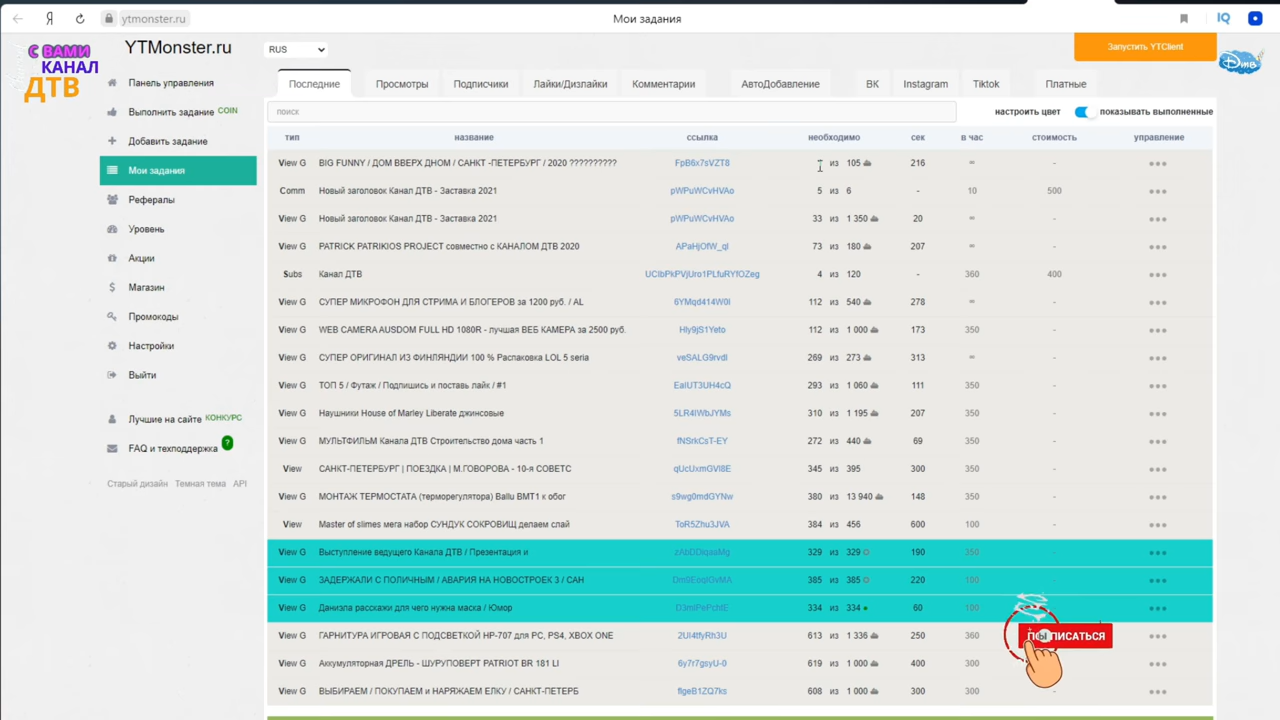 ytmonster.ru
Мои задания
С ВАМИ
КАНАЛ
ДТВ
YTMonster.ru
RUS
Запустить YTClient
ДТВ
Панель управления
Выполнить задание COIN
Добавить задание
Мои задания
Рефералы
Уровень
Акции
Магазин
Промокоды
Настройки
Выйти
Лучшие на сайте КОНКУРС
FAQ и техподдержка ?
Старый дизайн Темная тема API
Последние Просмотры Подписчики Лайки/Дизлайки Комментарии АвтоДобавление ВК Instagram Tiktok Платные
поиск
настроить цвет показывать выполненные
тип название ссылка необходимо сек в час стоимость управление
View G BIG FUNNY / ДОМ ВВЕРХ ДНОМ / САНКТ -ПЕТЕРБУРГ / 2020 ?????????? FpB6x7sVZT8 из 105 216 ∞ -
Comm Новый заголовок Канал ДТВ - Заставка 2021 pWPuWCvHVAo 5 из 6 - 10 500
View G Новый заголовок Канал ДТВ - Заставка 2021 pWPuWCvHVAo 33 из 1 350 20 ∞ -
View G PATRICK PATRIKIOS PROJECT совместно с КАНАЛОМ ДТВ 2020 APaHjOfW_qI 73 из 180 207 ∞ -
Subs Канал ДТВ UCIbPkPVjUro1PLfuRYfOZeg 4 из 120 - 360 400
View G СУПЕР МИКРОФОН ДЛЯ СТРИМА И БЛОГЕРОВ за 1200 руб. / AL 6YMqd414W0I 112 из 540 278 ∞ -
View G WEB CAMERA AUSDOM FULL HD 1080R - лучшая ВЕБ КАМЕРА за 2500 руб. Hly9jS1Yeto 112 из 1 000 173 350 -
View G СУПЕР ОРИГИНАЛ ИЗ ФИНЛЯНДИИ 100 % Распаковка LOL 5 seria veSALG9rvdI 269 из 273 313 ∞ -
View G ТОП 5 / Футаж / Подпишись и поставь лайк / #1 EaIUT3UH4cQ 293 из 1 060 111 350 -
View G Наушники House of Marley Liberate джинсовые 5LR4IWbJYMs 310 из 1 195 207 350 -
View G МУЛЬТФИЛЬМ Канала ДТВ Строительство дома часть 1 fNSrkCsT-EY 272 из 440 69 350 -
View САНКТ-ПЕТЕРБУРГ | ПОЕЗДКА | М.ГОВОРОВА - 10-я СОВЕТС qUcUxmGVI8E 345 из 395 300 350 -
View G МОНТАЖ ТЕРМОСТАТА (терморегулятора) Ballu BMT1 к обог s9wg0mdGYNw 380 из 13 940 148 350 -
View Master of slimes мега набор СУНДУК СОКРОВИЩ делаем слай ToR5Zhu3JVA 384 из 456 600 100 -
View G Выступление ведущего Канала ДТВ / Презентация и 329 из 329 190 350 -
View G ЗАДЕРЖАЛИ С ПОЛИЧНЫМ / АВАРИЯ НА НОВОСТРОЕК 3 / САН 385 из 385 220 100 -
View G Данизла расскажи для чего нужна маска / Юмор 334 из 334 60 100
View G ГАРНИТУРА ИГРОВАЯ С ПОДСВЕТКОЙ HP-707 для PC, PS4, XBOX ONE 2UI4tfyRh3U 613 из 1 336 250 360
View G Аккумуляторная ДРЕЛЬ - ШУРУПОВЕРТ PATRIOT BR 181 LI 6y7r7gsyU-0 619 из 1 000 400 300 -
View G ВЫБИРАЕМ / ПОКУПАЕМ и НАРЯЖАЕМ ЕЛКУ / САНКТ-ПЕТЕРБ flgeB1ZQ7ks 608 из 1 000 300 300 -
ПОДПИСАТЬСЯ